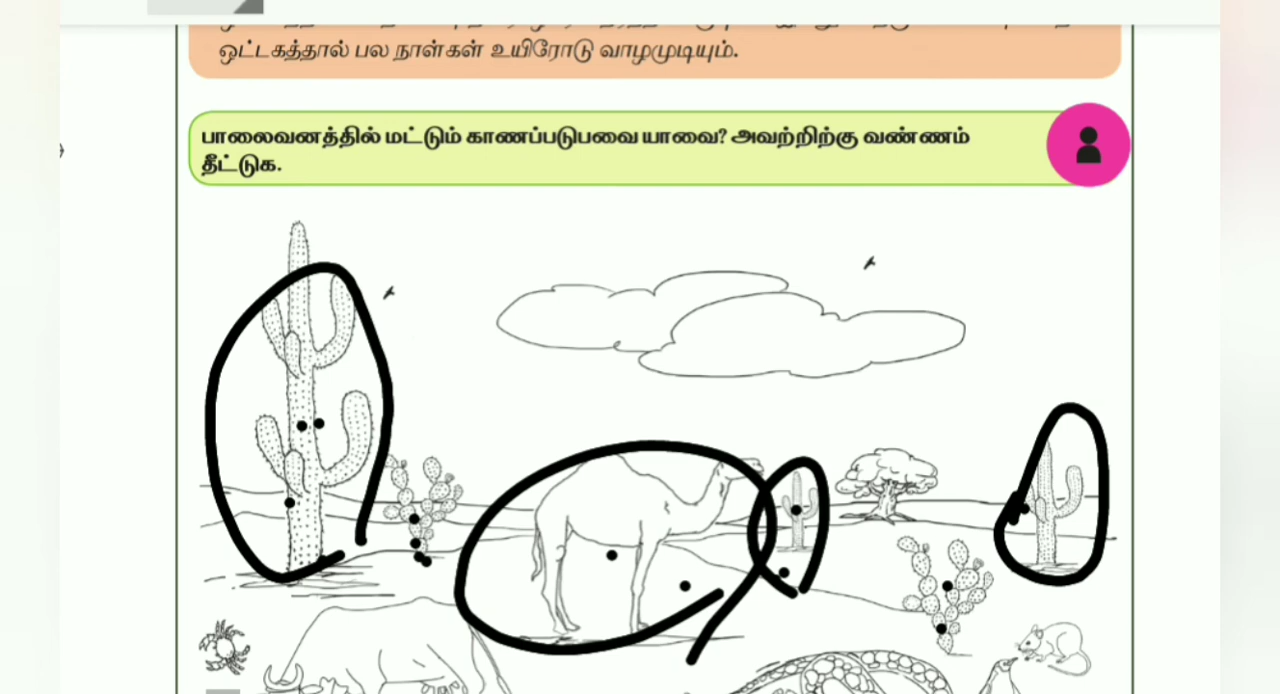 ஒட்டகத்தால் பல நாள்கள் உயிரோடு வாழமுடியும்.
பாலைவனத்தில் மட்டும் காணப்படுபவை யாவை? அவற்றிற்கு வண்ணம்
தீட்டுக.